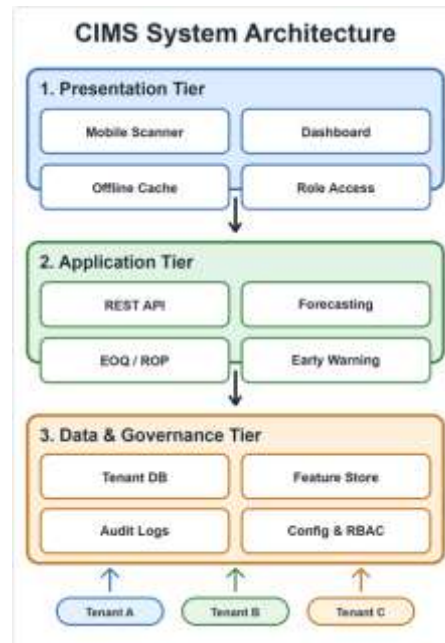 CIMS System Architecture
1. Presentation Tier
Mobile Scanner Dashboard
Offline Cache Role Access
2. Application Tier
REST API Forecasting
EOQ / ROP Early Warning
3. Data & Governance Tier
Tenant DB Feature Store
Audit Logs Config & RBAC
Tenant A Tenant B Tenant C